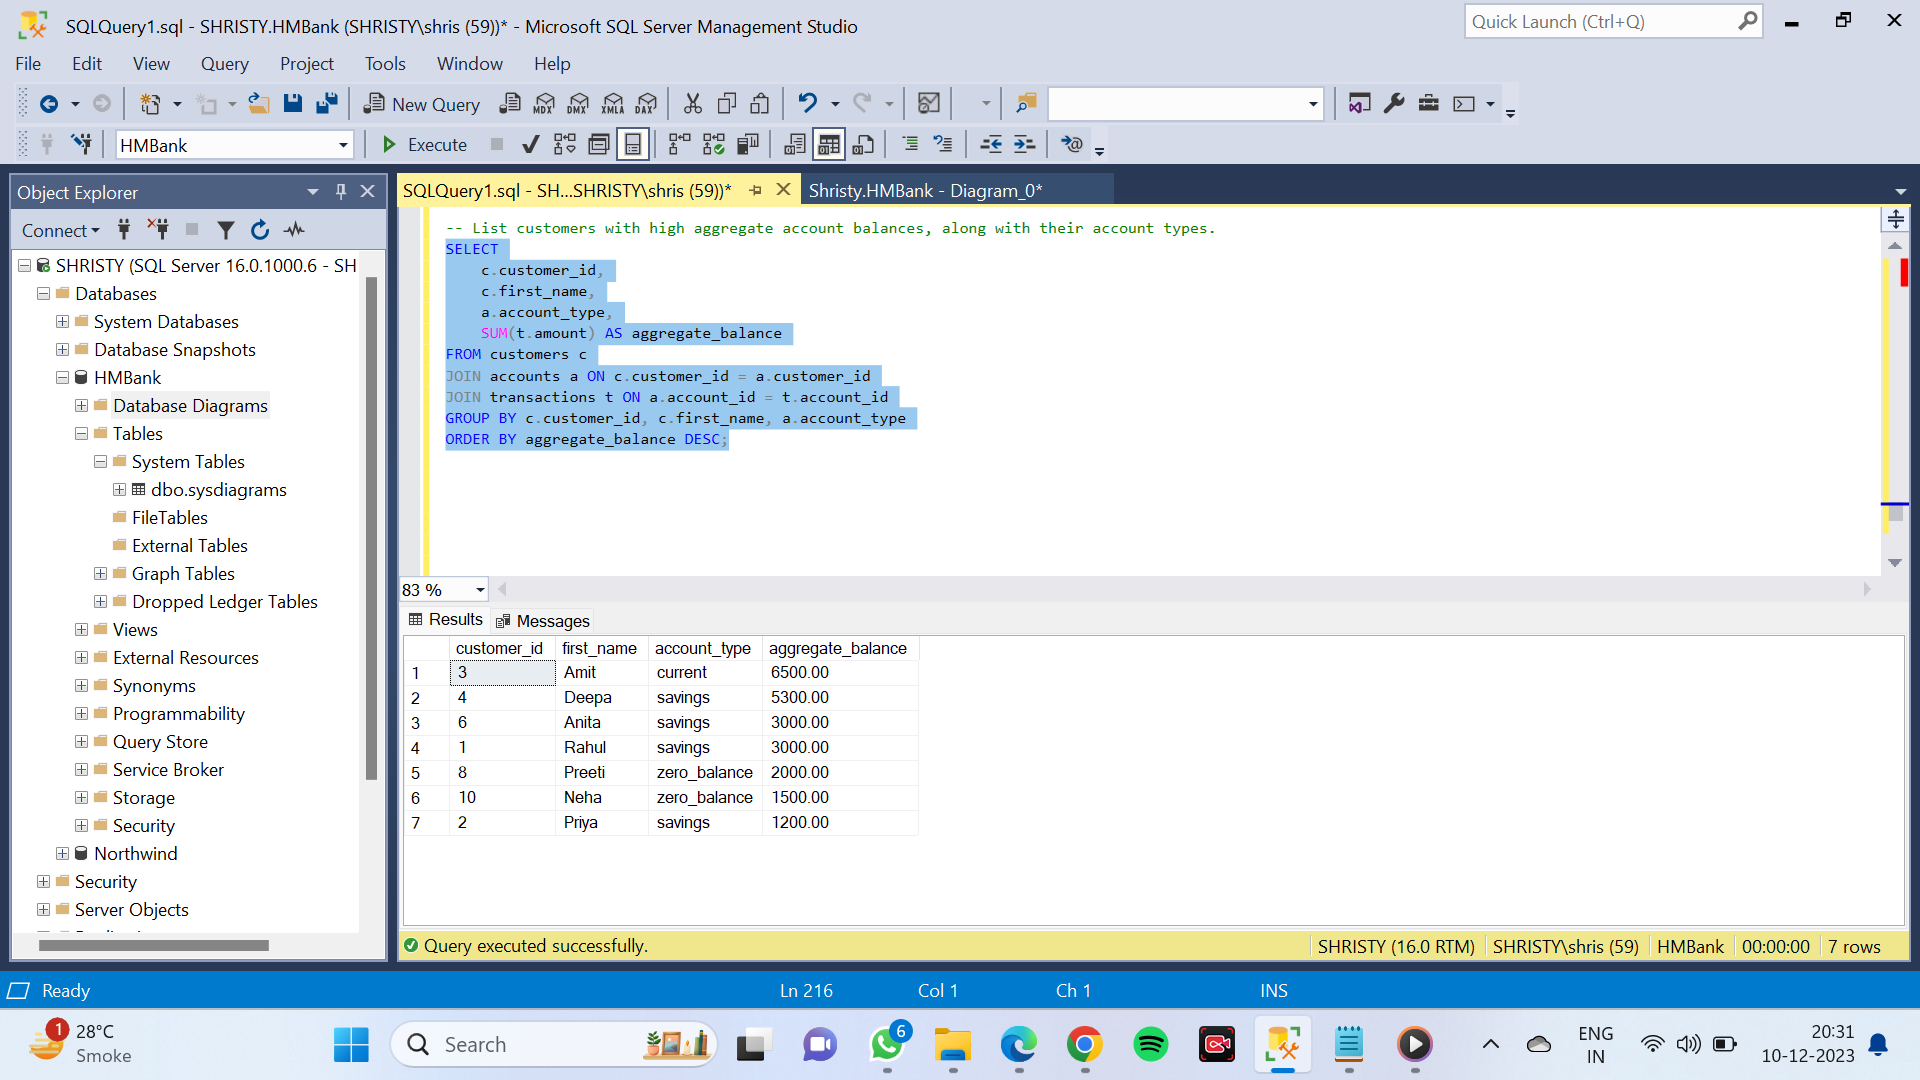 SQLQuery1.sql - SHRISTY.HMBank (SHRISTY\shris (59))* - Microsoft SQL Server Management Studio
Quick Launch (Ctrl+Q)
File Edit View Query Project Tools Window Help
New Query MDX DMX XMLA DAX
HMBank Execute
Object Explorer
Connect
SHRISTY (SQL Server 16.0.1000.6 - SH
Databases
System Databases
Database Snapshots
HMBank
Database Diagrams
Tables
System Tables
dbo.sysdiagrams
FileTables
External Tables
Graph Tables
Dropped Ledger Tables
Views
External Resources
Synonyms
Programmability
Query Store
Service Broker
Storage
Security
Northwind
Security
Server Objects
SQLQuery1.sql - SH...SHRISTY\shris (59))* Shristy.HMBank - Diagram_0*
-- List customers with high aggregate account balances, along with their account types.
SELECT
c.customer_id,
c.first_name,
a.account_type,
SUM(t.amount) AS aggregate_balance
FROM customers c
JOIN accounts a ON c.customer_id = a.customer_id
JOIN transactions t ON a.account_id = t.account_id
GROUP BY c.customer_id, c.first_name, a.account_type
ORDER BY aggregate_balance DESC;
83 %
Results Messages
customer_id first_name account_type aggregate_balance
1 3 Amit current 6500.00
2 4 Deepa savings 5300.00
3 6 Anita savings 3000.00
4 1 Rahul savings 3000.00
5 8 Preeti zero_balance 2000.00
6 10 Neha zero_balance 1500.00
7 2 Priya savings 1200.00
Query executed successfully. SHRISTY (16.0 RTM) SHRISTY\shris (59) HMBank 00:00:00 7 rows
Ready Ln 216 Col 1 Ch 1 INS
1 28°C
Smoke
Search
6
ENG
IN
20:31
10-12-2023